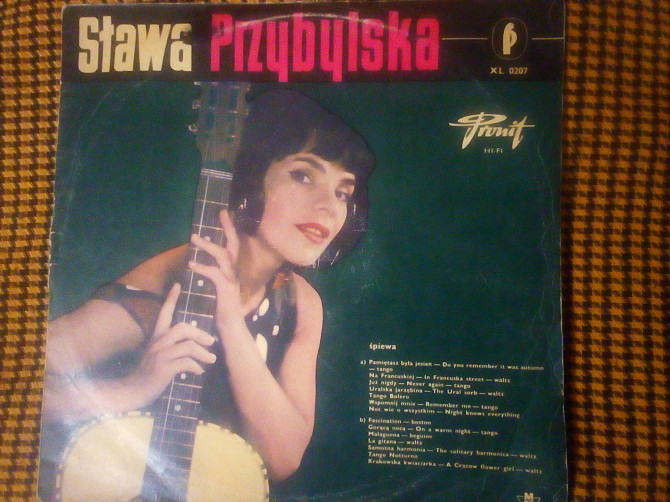 Sława Przybylska
XL 0207
Pronit
HI-FI
śpiewa
a) Pamiętasz była jesień — Do you remember it was autumn
— tango
Na Francuskiej — In Francuska street — waltz
Już nigdy — Never again — tango
Uralska jarzębina — The Ural sorb — waltz
Tango Bolero
Wspomnij mnie — Remember me — tango
Noc wie o wszystkim — Night knows everything
b) Fascination — boston
Gorącą nocą — On a warm night — tango
Malaguena — beguine
La gitana — waltz
Samotna harmonia — The solitary harmonica — waltz
Tango Notturno
Krakowska kwiaciarka — A Cracow flower girl — waltz
M